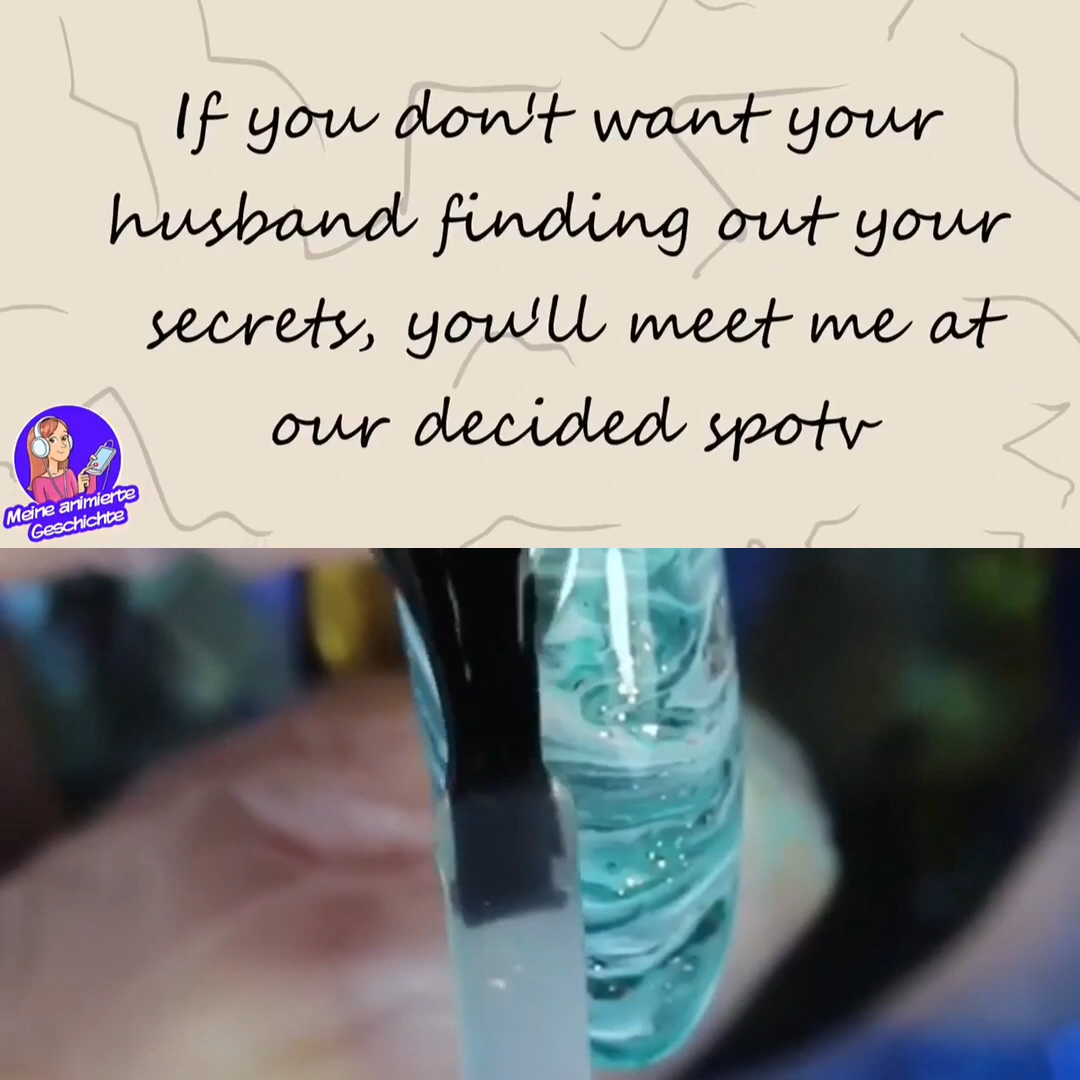 If you don't want your
husband finding out your
secrets, you'll meet me at
our decided spotv
Meine animierte
Geschichte